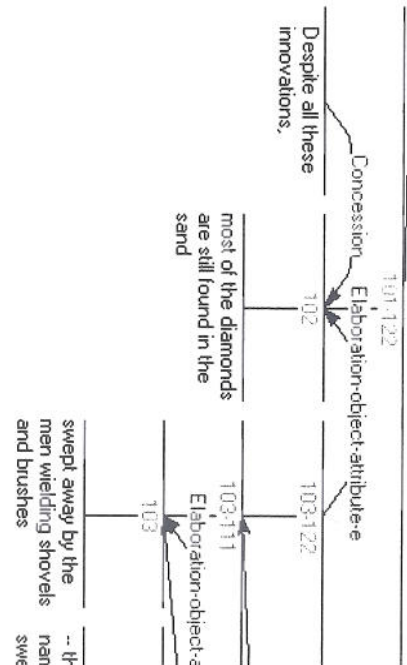 101-122
Concession
Elaboration-object-attribute-e
Despite all these
innovations,
102
103-122
most of the diamonds
are still found in the
sand
103-111
Elaboration-object-a
103
swept away by the
men wielding shovels
and brushes